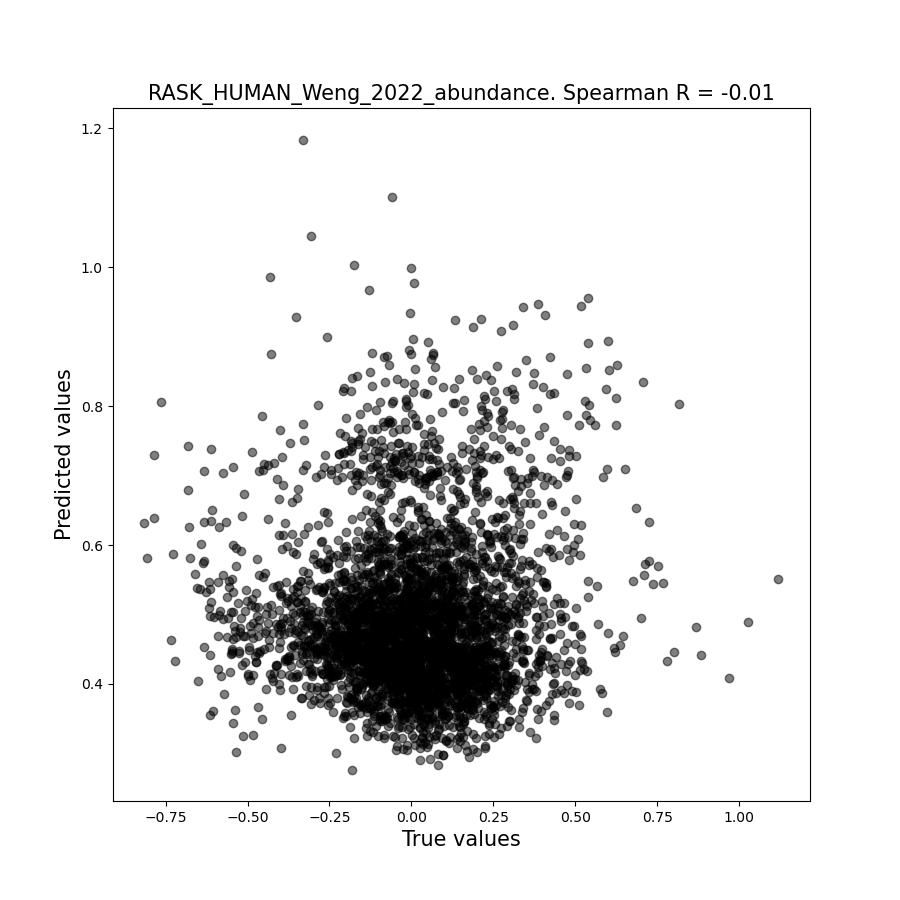 RASK_HUMAN_Weng_2022_abundance. Spearman R = -0.01
1.2
1.0
0.8
0.6
0.4
Predicted values
−0.75 −0.50 −0.25 0.00 0.25 0.50 0.75 1.00
True values